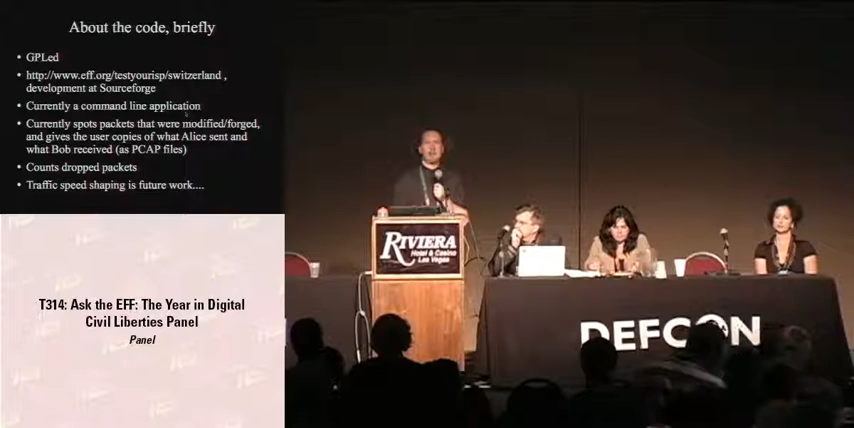 About the code, briefly
• GPLed
• http://www.eff.org/testyourisp/switzerland ,
development at Sourceforge
• Currently a command line application
• Currently spots packets that were modified/forged,
and gives the user copies of what Alice sent and
what Bob received (as PCAP files)
• Counts dropped packets
• Traffic speed shaping is future work....
T314: Ask the EFF: The Year in Digital
Civil Liberties Panel
Panel
RIVIERA
Hotel & Casino
Las Vegas
DEFCON